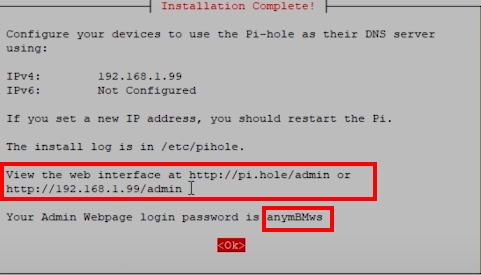 Installation Complete!
Configure your devices to use the Pi-hole as their DNS server
using:
IPv4: 192.168.1.99
IPv6: Not Configured
If you set a new IP address, you should restart the Pi.
The install log is in /etc/pihole.
View the web interface at http://pi.hole/admin or
http://192.168.1.99/admin
Your Admin Webpage login password is anymBMws
<Ok>